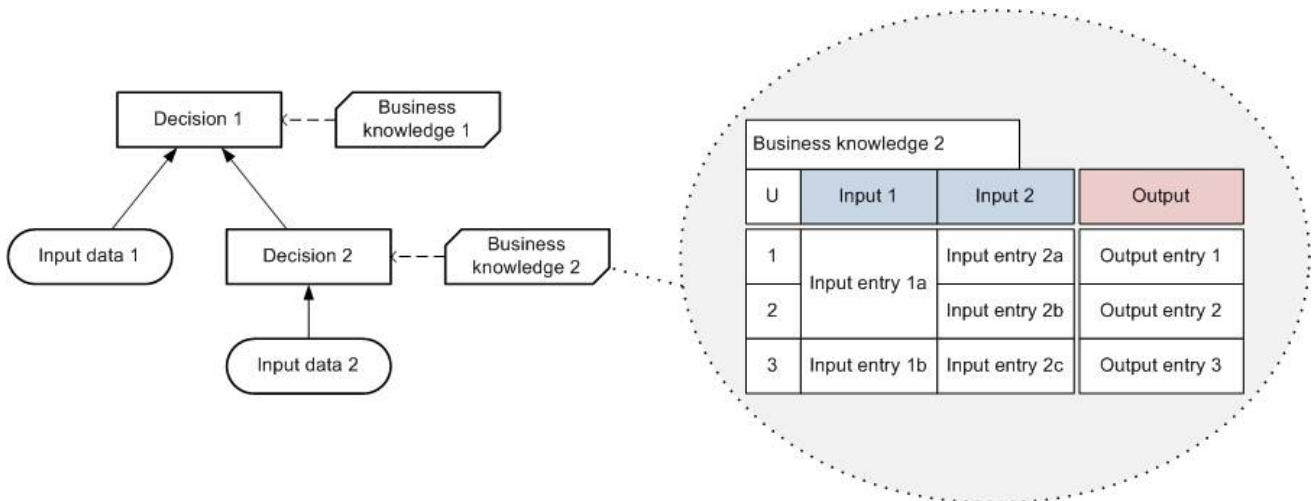 Decision 1
Business
knowledge 1
Input data 1
Decision 2
Business
knowledge 2
Input data 2
Business knowledge 2
U Input 1 Input 2 Output
1 Input entry 1a Input entry 2a Output entry 1
2 Input entry 2b Output entry 2
3 Input entry 1b Input entry 2c Output entry 3